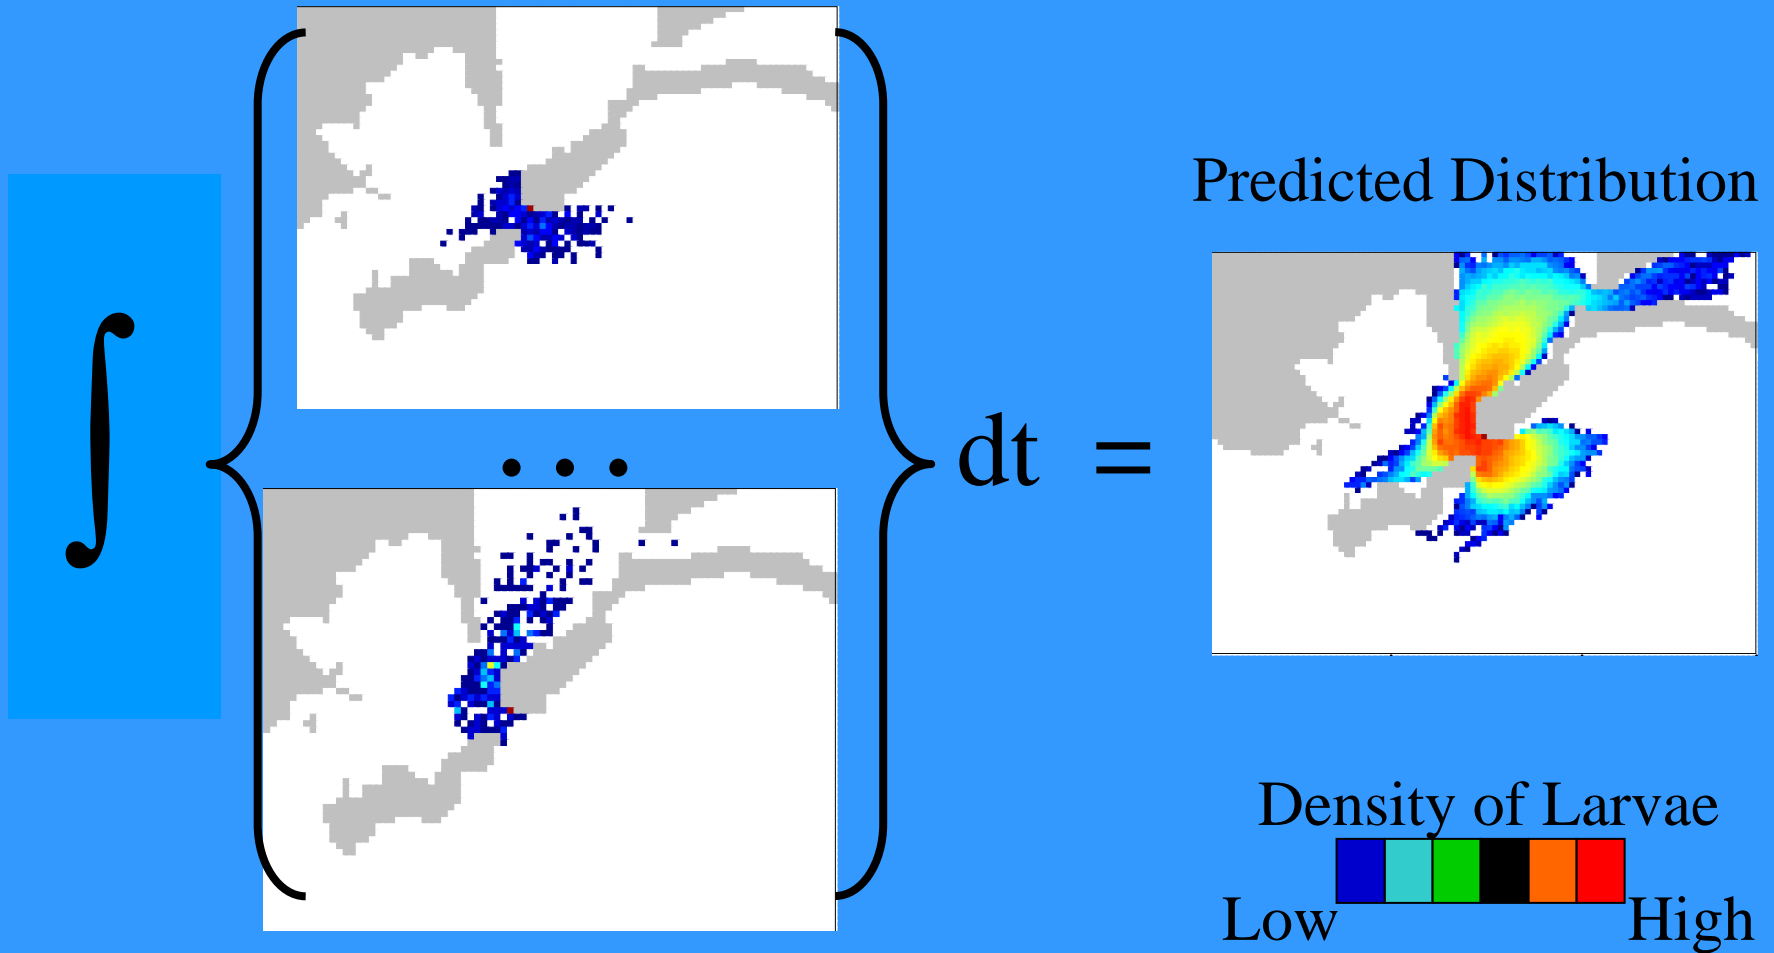 Predicted Distribution
∫ { • • • } dt =
Density of Larvae
Low High